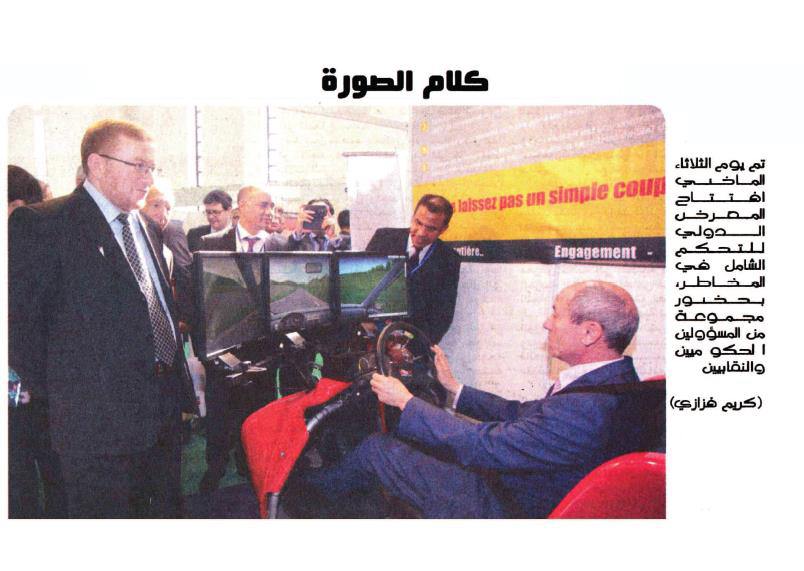 كلام الصورة
تم يوم الثلاثاء
الماضي
افتتاح
المعرض
الدولي
للتحكم
الشامل في
المخاطر،
بحضور
مجموعة
من المسؤولين
الحكوميين
والنقابيين
(كريم فزازي)
laissez pas un simple coup
Engagement -